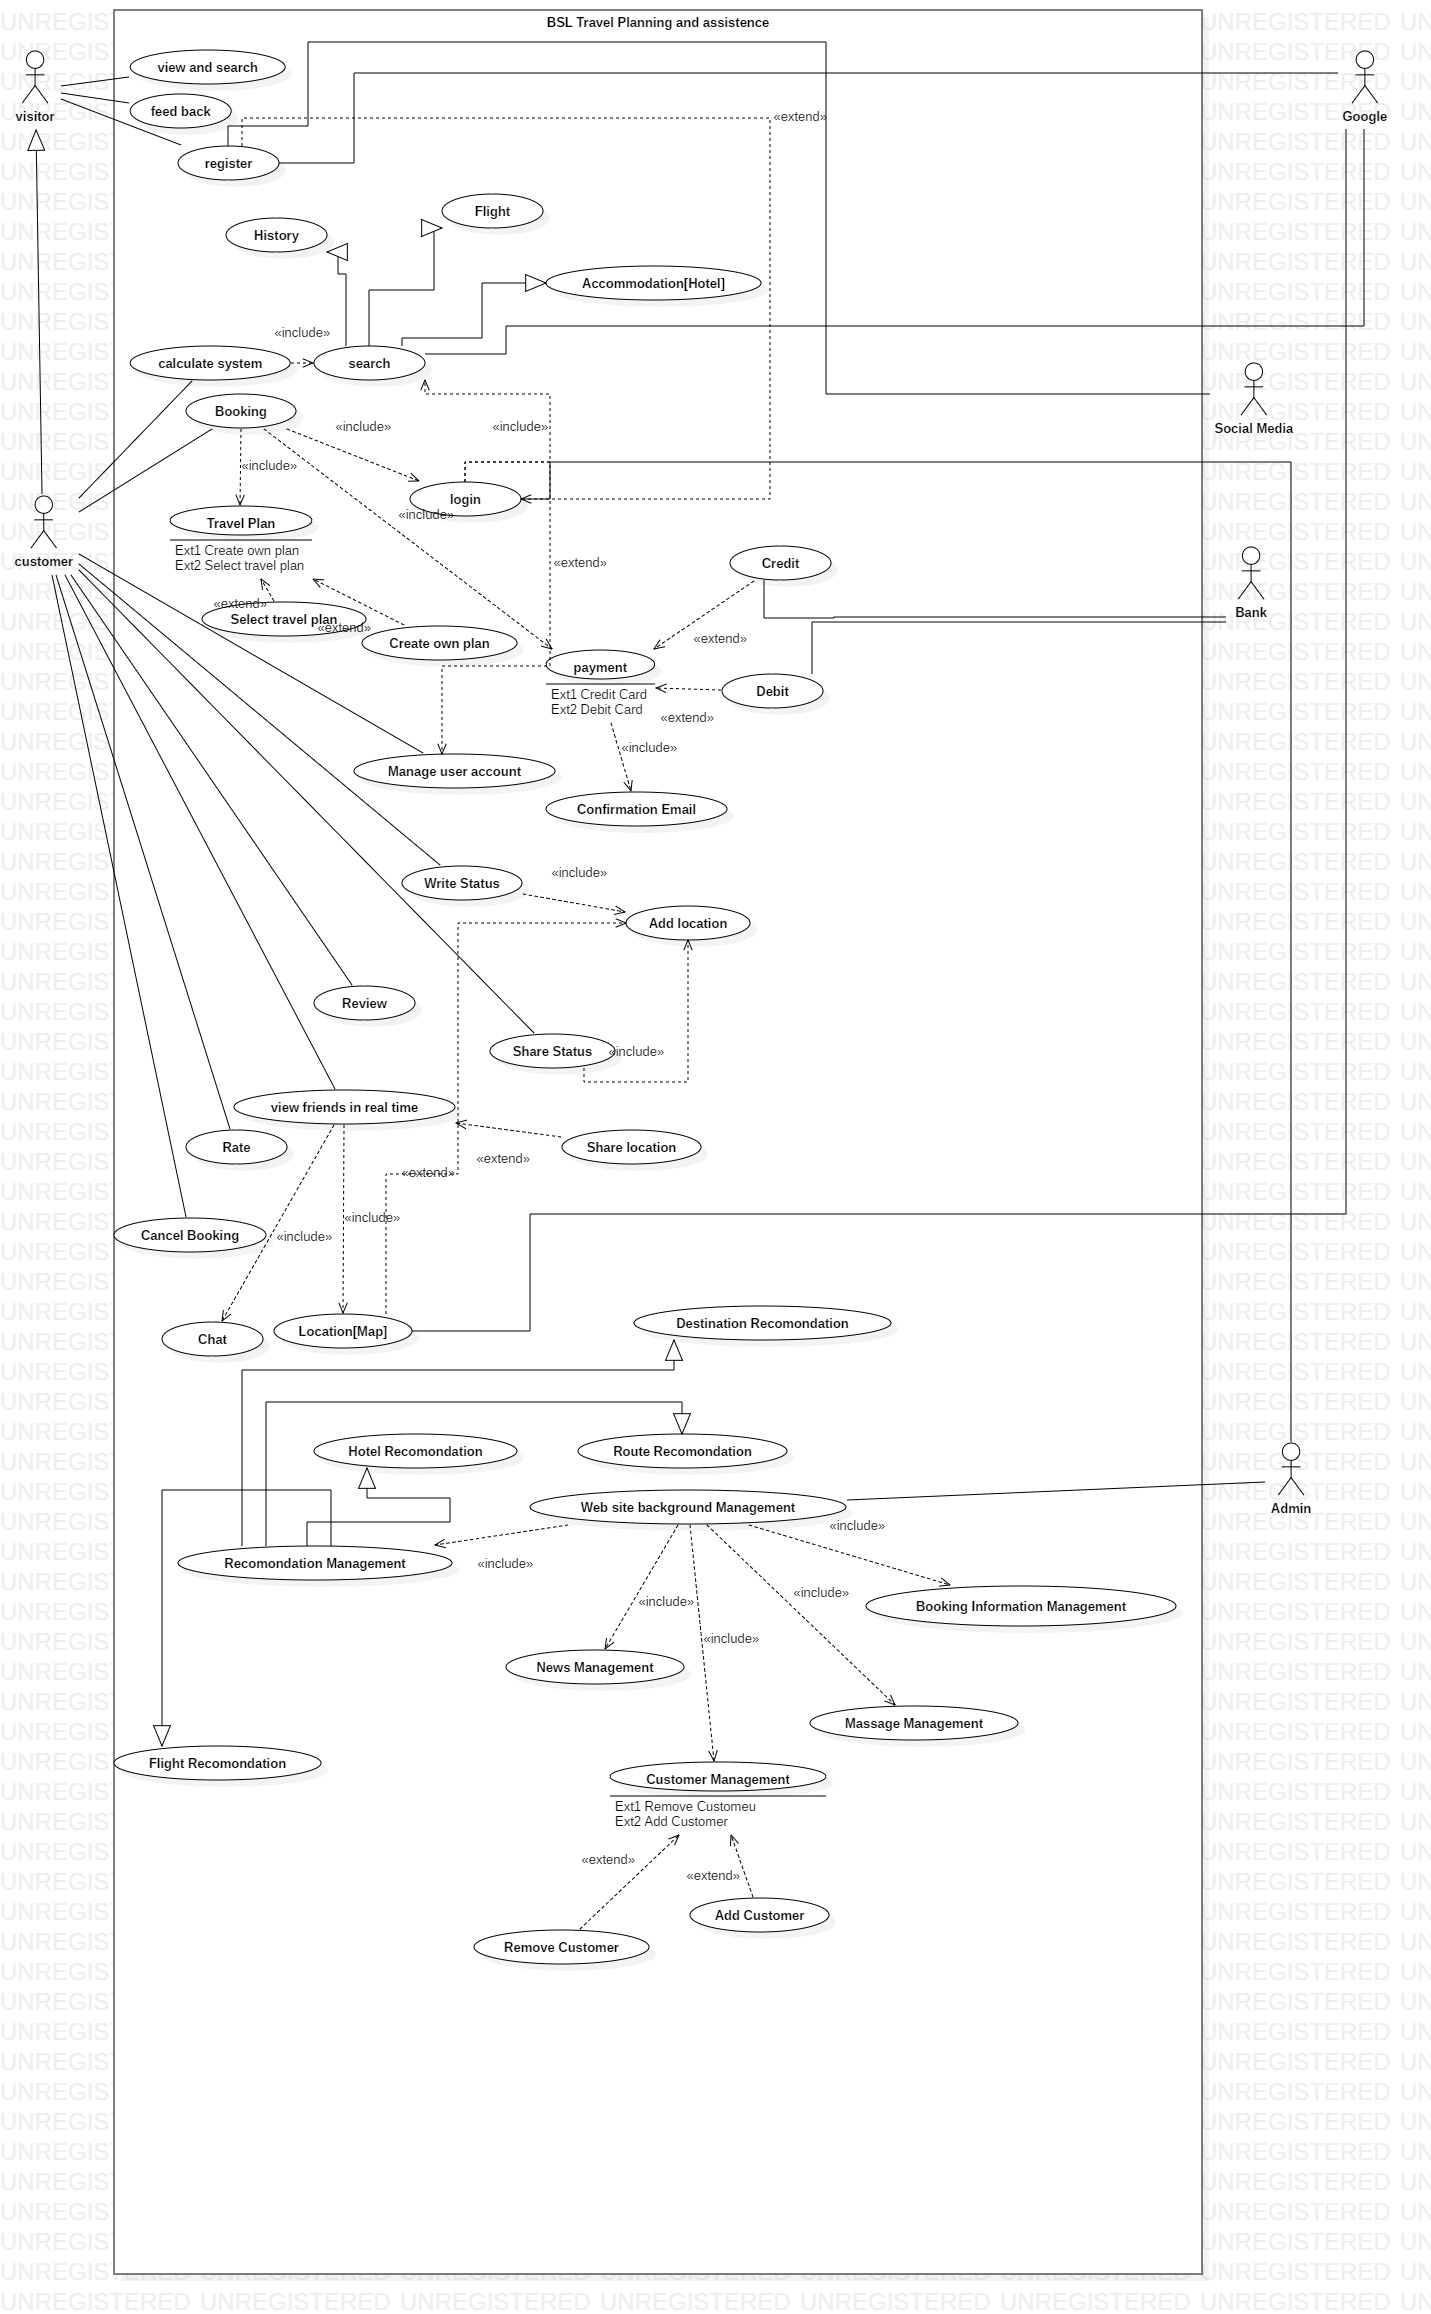 BSL Travel Planning and assistence
view and search
visitor
feed back
Google
«extend»
register
Flight
History
Accommodation[Hotel]
«include»
calculate system
search
Booking
«include»
«include»
Social Media
«include»
login
«include»
Travel Plan
Ext1 Create own plan
Ext2 Select travel plan
customer
«extend»
Credit
Bank
«extend»
Select travel plan
«extend»
Create own plan
«extend»
payment
Ext1 Credit Card
Ext2 Debit Card
Debit
«extend»
«include»
Manage user account
Confirmation Email
«include»
Write Status
Add location
Review
Share Status
«include»
view friends in real time
Rate
Share location
«extend»
«extend»
«include»
Cancel Booking
«include»
Chat
Location[Map]
Destination Recomondation
Hotel Recomondation
Route Recomondation
Web site background Management
Admin
«include»
Recomondation Management
«include»
«include»
«include»
Booking Information Management
«include»
News Management
Massage Management
Flight Recomondation
Customer Management
Ext1 Remove Customeu
Ext2 Add Customer
«extend»
«extend»
Add Customer
Remove Customer
UNREGISTERED UNREGISTERED UNREGISTERED UNREGISTERED UNREGISTERED UNREGISTERED UNREGISTERED UN